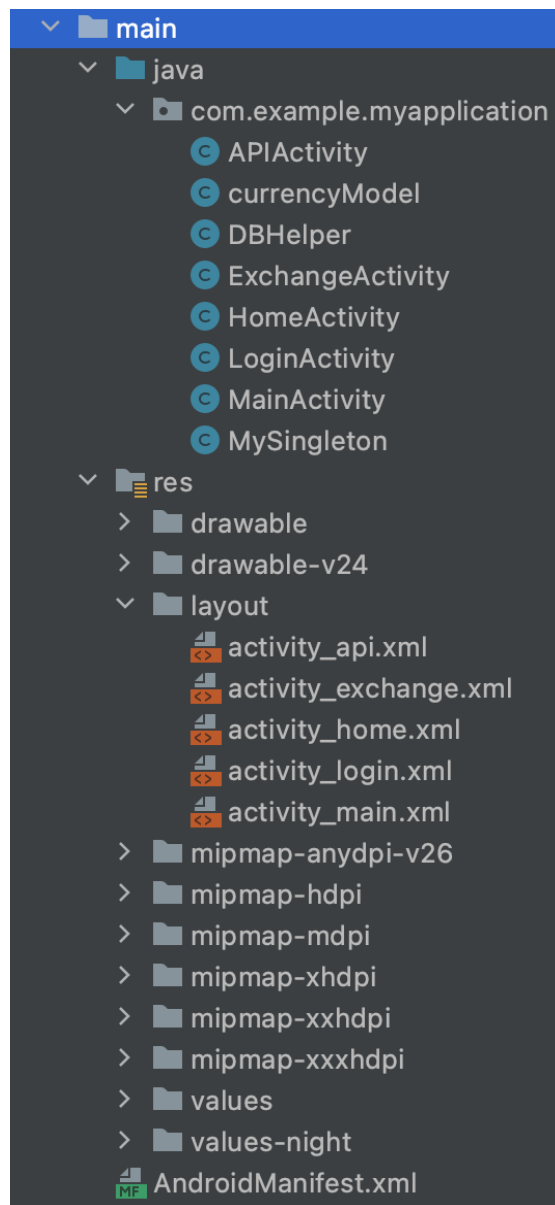 main
java
com.example.myapplication
C APIActivity
C currencyModel
C DBHelper
C ExchangeActivity
C HomeActivity
C LoginActivity
C MainActivity
C MySingleton
res
drawable
drawable-v24
layout
<> activity_api.xml
<> activity_exchange.xml
<> activity_home.xml
<> activity_login.xml
<> activity_main.xml
mipmap-anydpi-v26
mipmap-hdpi
mipmap-mdpi
mipmap-xhdpi
mipmap-xxhdpi
mipmap-xxxhdpi
values
values-night
MF AndroidManifest.xml